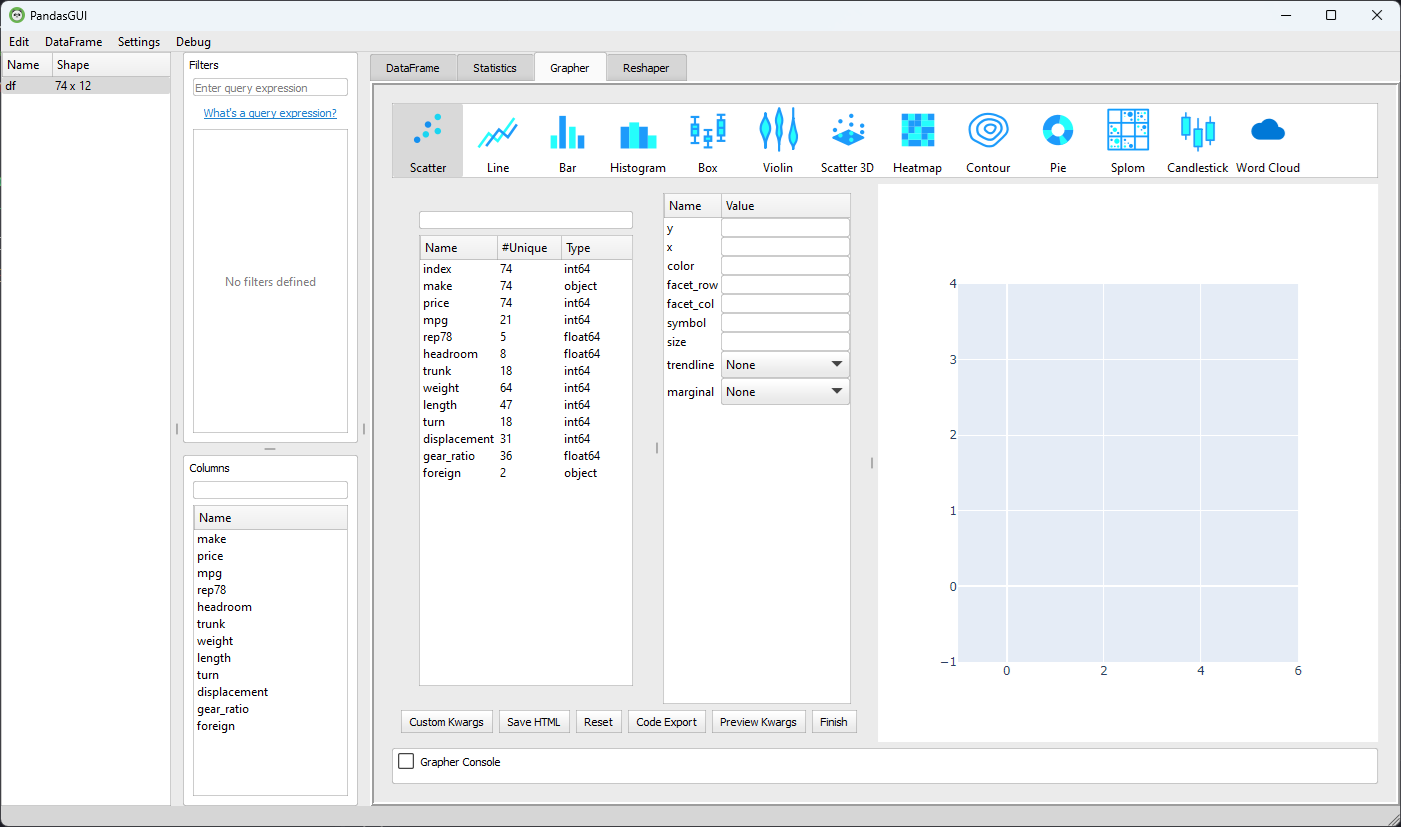 PandasGUI
Edit DataFrame Settings Debug
Name Shape
df 74 x 12
Filters
Enter query expression
What's a query expression?
No filters defined
Columns
Name
make
price
mpg
rep78
headroom
trunk
weight
length
turn
displacement
gear_ratio
foreign
DataFrame Statistics Grapher Reshaper
Scatter Line Bar Histogram Box Violin Scatter 3D Heatmap Contour Pie Splom Candlestick Word Cloud
Name #Unique Type
index 74 int64
make 74 object
price 74 int64
mpg 21 int64
rep78 5 float64
headroom 8 float64
trunk 18 int64
weight 64 int64
length 47 int64
turn 18 int64
displacement 31 int64
gear_ratio 36 float64
foreign 2 object
Name Value
y
x
color
facet_row
facet_col
symbol
size
trendline None
marginal None
4
3
2
1
0
−1
0 2 4 6
Custom Kwargs Save HTML Reset Code Export Preview Kwargs Finish
Grapher Console